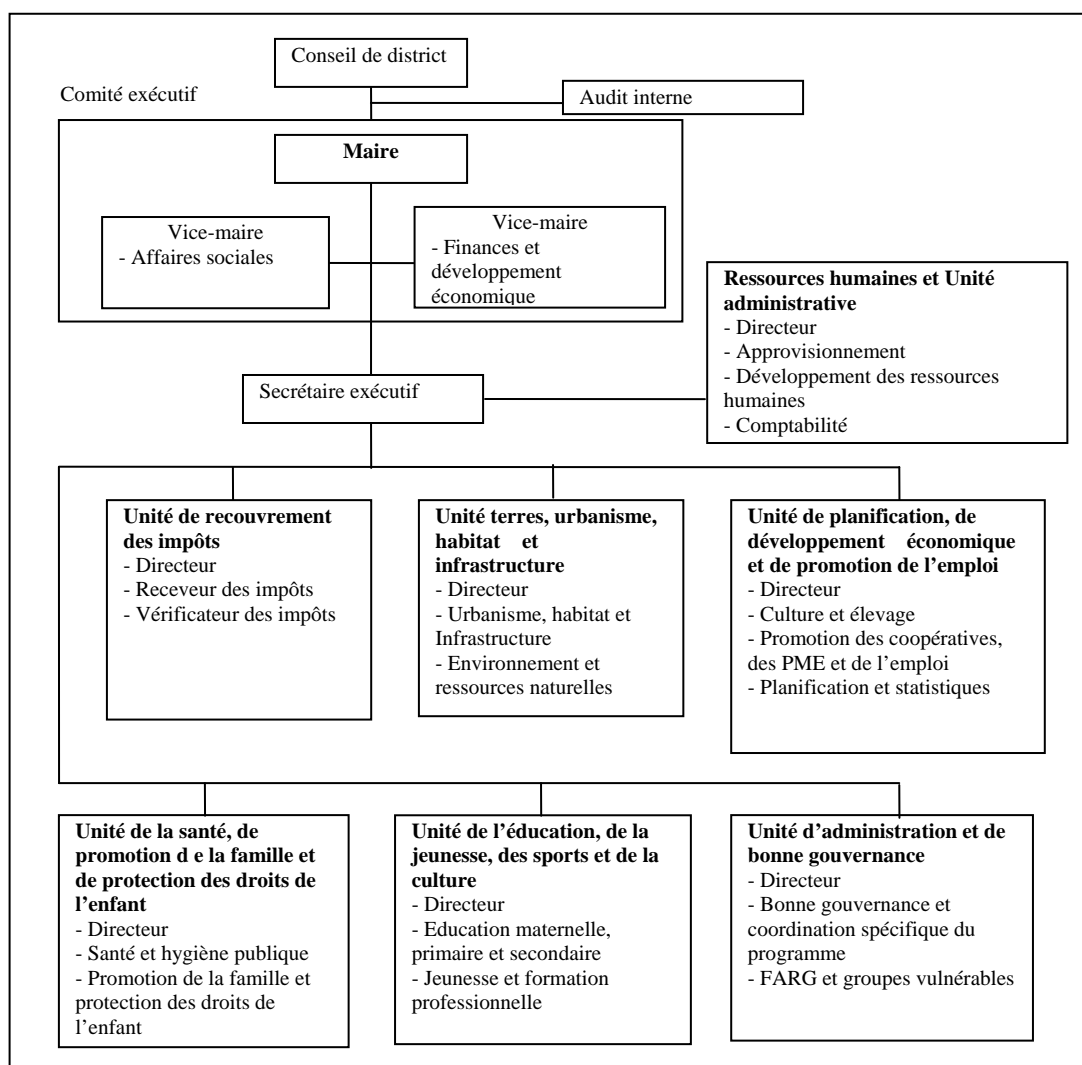 Conseil de district
Comité exécutif
Audit interne
Maire
Vice-maire
- Affaires sociales
Vice-maire
- Finances et
développement
économique
Ressources humaines et Unité
administrative
- Directeur
- Approvisionnement
- Développement des ressources
humaines
- Comptabilité
Secrétaire exécutif
Unité de recouvrement
des impôts
- Directeur
- Receveur des impôts
- Vérificateur des impôts
Unité terres, urbanisme,
habitat et
infrastructure
- Directeur
- Urbanisme, habitat et
Infrastructure
- Environnement et
ressources naturelles
Unité de planification, de
développement économique
et de promotion de l'emploi
- Directeur
- Culture et élevage
- Promotion des coopératives,
des PME et de l'emploi
- Planification et statistiques
Unité de la santé, de
promotion d e la famille et
de protection des droits de
l'enfant
- Directeur
- Santé et hygiène publique
- Promotion de la famille et
protection des droits de
l'enfant
Unité de l'éducation, de la
jeunesse, des sports et de la
culture
- Directeur
- Education maternelle,
primaire et secondaire
- Jeunesse et formation
professionnelle
Unité d'administration et de
bonne gouvernance
- Directeur
- Bonne gouvernance et
coordination spécifique du
programme
- FARG et groupes vulnérables